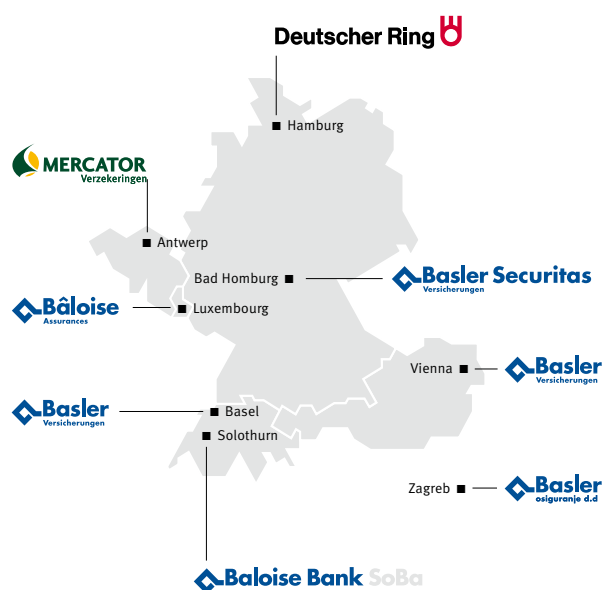 Deutscher Ring
Hamburg
MERCATOR
Verzekeringen
Antwerp
Bad Homburg
Basler Securitas
Versicherungen
Bâloise
Assurances
Luxembourg
Vienna
Basler
Versicherungen
Basler
Versicherungen
Basel
Solothurn
Zagreb
Basler
osiguranje d.d
Baloise Bank SoBa